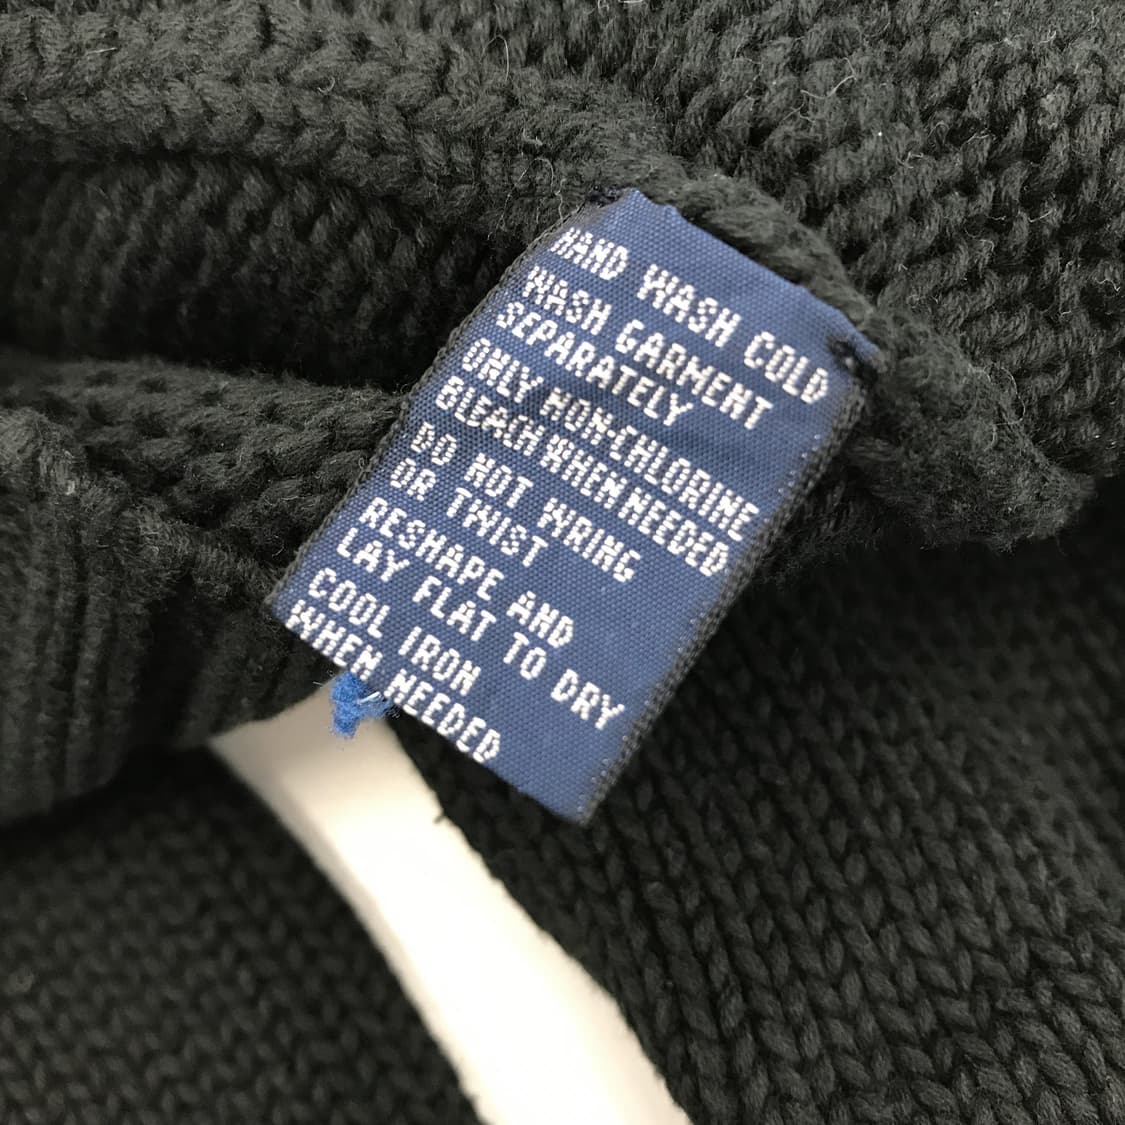 HAND WASH COLD
WASH GARMENT
SEPARATELY
ONLY NON-CHLORINE
BLEACH WHEN NEEDED
DO NOT WRING
OR TWIST
RESHAPE AND
LAY FLAT TO DRY
COOL IRON
WHEN NEEDED